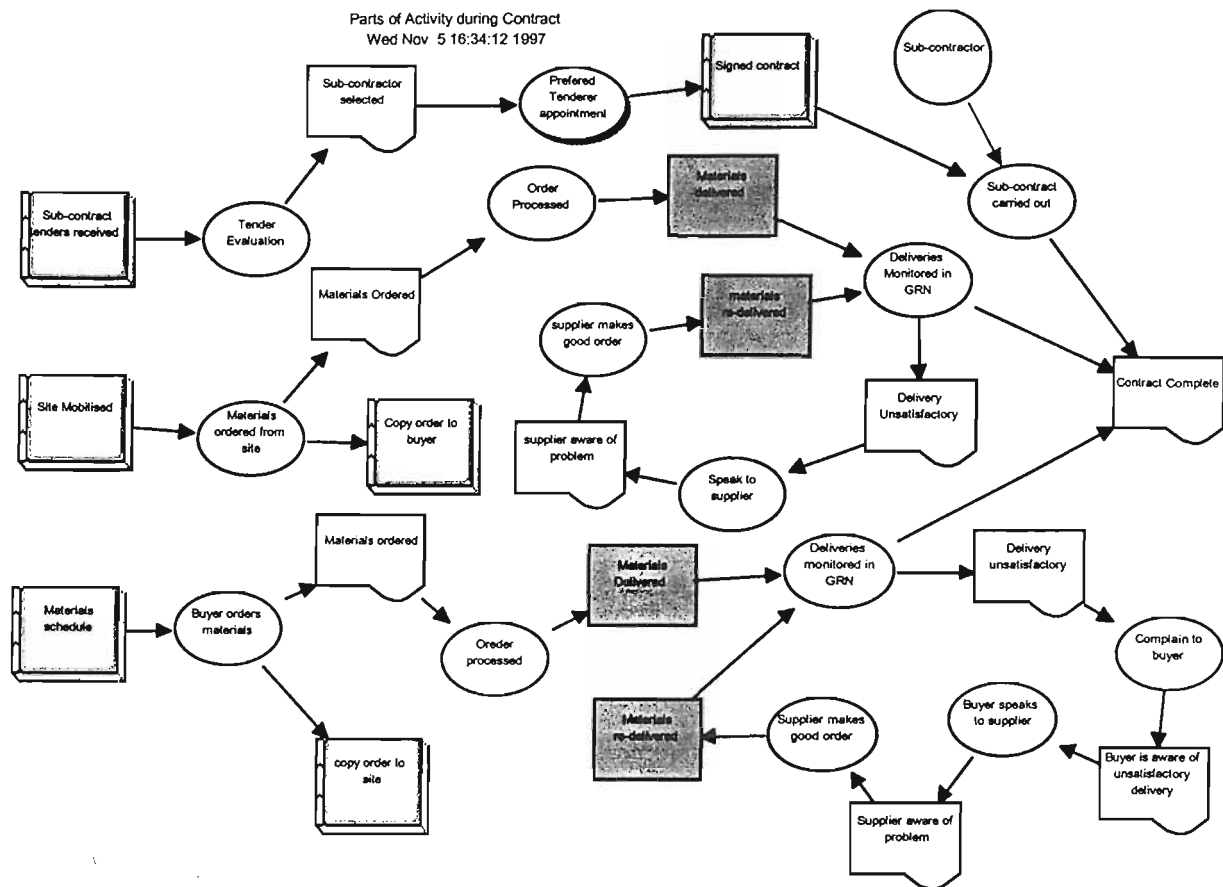 Parts of Activity during Contract
Wed Nov 5 16:34:12 1997
Sub-contractor
selected
Prefered
Tenderer
appointment
Signed contract
Sub-contractor
Sub-contract
tenders received
Tender
Evaluation
Order
Processed
Materials
delivered
Sub-contract
carried out
Materials Ordered
supplier makes
good order
materials
re-delivered
Deliveries
Monitored in
GRN
Site Mobilised
Materials
ordered from
site
Copy order to
buyer
supplier aware of
problem
Speak to
supplier
Delivery
Unsatisfactory
Contract Complete
Materials
schedule
Buyer orders
materials
Materials ordered
Oreder
processed
Materials
Delivered
Deliveries
monitored in
GRN
Delivery
unsatisfactory
Complain to
buyer
copy order to
site
Materials
re-delivered
Supplier makes
good order
Buyer speaks
to supplier
Buyer is aware of
unsatisfactory
delivery
Supplier aware of
problem